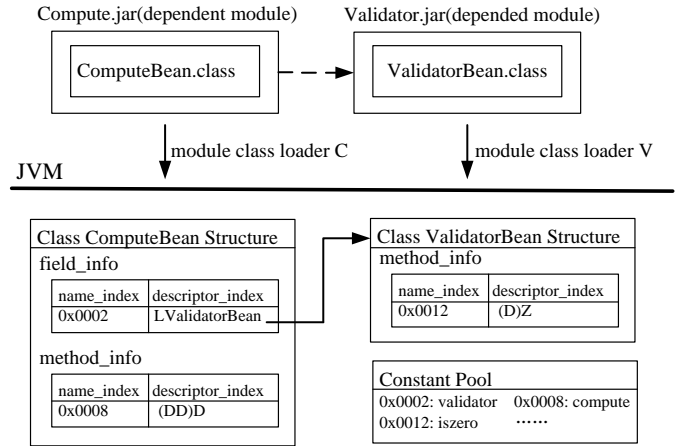 Compute.jar(dependent module)
Validator.jar(depended module)
ComputeBean.class
ValidatorBean.class
module class loader C
module class loader V
JVM
Class ComputeBean Structure
field_info
name_index descriptor_index
0x0002 LValidatorBean
method_info
name_index descriptor_index
0x0008 (DD)D
Class ValidatorBean Structure
method_info
name_index descriptor_index
0x0012 (D)Z
Constant Pool
0x0002: validator 0x0008: compute
0x0012: iszero ······